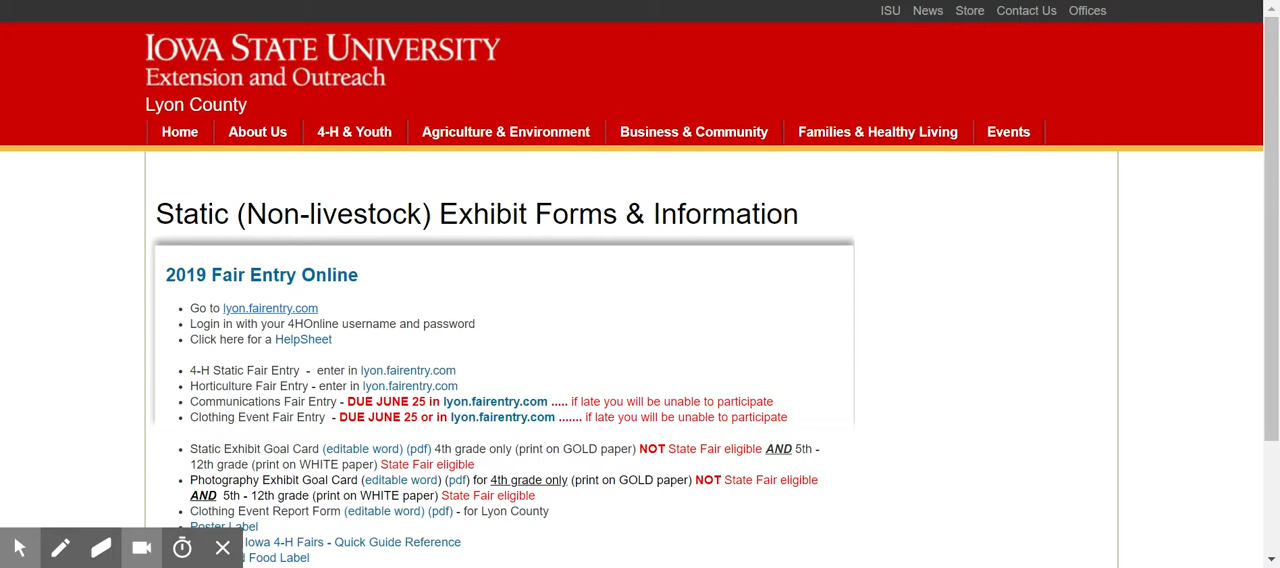 ISU News Store Contact Us Offices
IOWA STATE UNIVERSITY
Extension and Outreach
Lyon County
Home About Us 4-H & Youth Agriculture & Environment Business & Community Families & Healthy Living Events
Static (Non-livestock) Exhibit Forms & Information
2019 Fair Entry Online
Go to lyon.fairentry.com
Login in with your 4HOnline username and password
Click here for a HelpSheet
4-H Static Fair Entry - enter in lyon.fairentry.com
Horticulture Fair Entry - enter in lyon.fairentry.com
Communications Fair Entry - DUE JUNE 25 in lyon.fairentry.com ..... if late you will be unable to participate
Clothing Event Fair Entry - DUE JUNE 25 or in lyon.fairentry.com ....... if late you will be unable to participate
Static Exhibit Goal Card (editable word) (pdf) 4th grade only (print on GOLD paper) NOT State Fair eligible AND 5th -
12th grade (print on WHITE paper) State Fair eligible
Photography Exhibit Goal Card (editable word) (pdf) for 4th grade only (print on GOLD paper) NOT State Fair eligible
AND 5th - 12th grade (print on WHITE paper) State Fair eligible
Clothing Event Report Form (editable word) (pdf) - for Lyon County
Poster Label
Iowa 4-H Fairs - Quick Guide Reference
Food Label